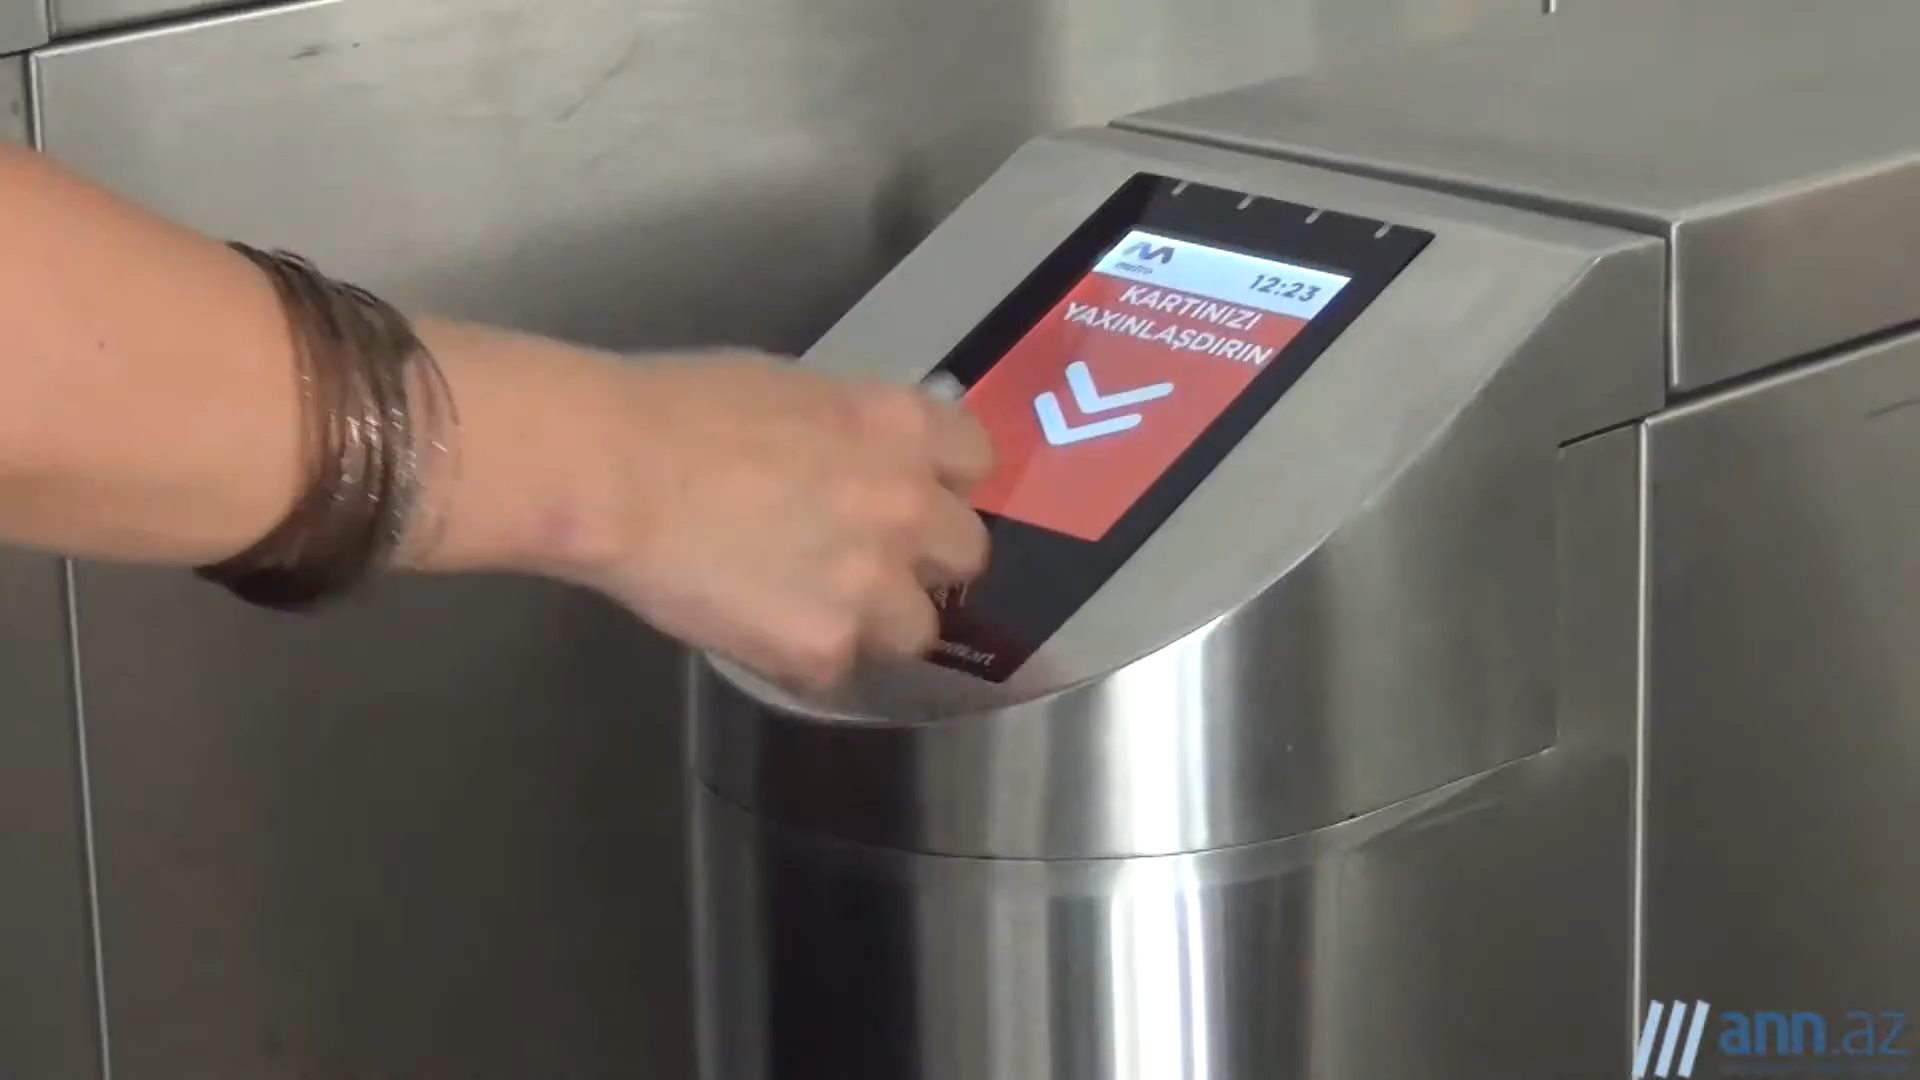 metro
12:23
KARTINIZI
YAXINLAŞDIRIN
ann.az